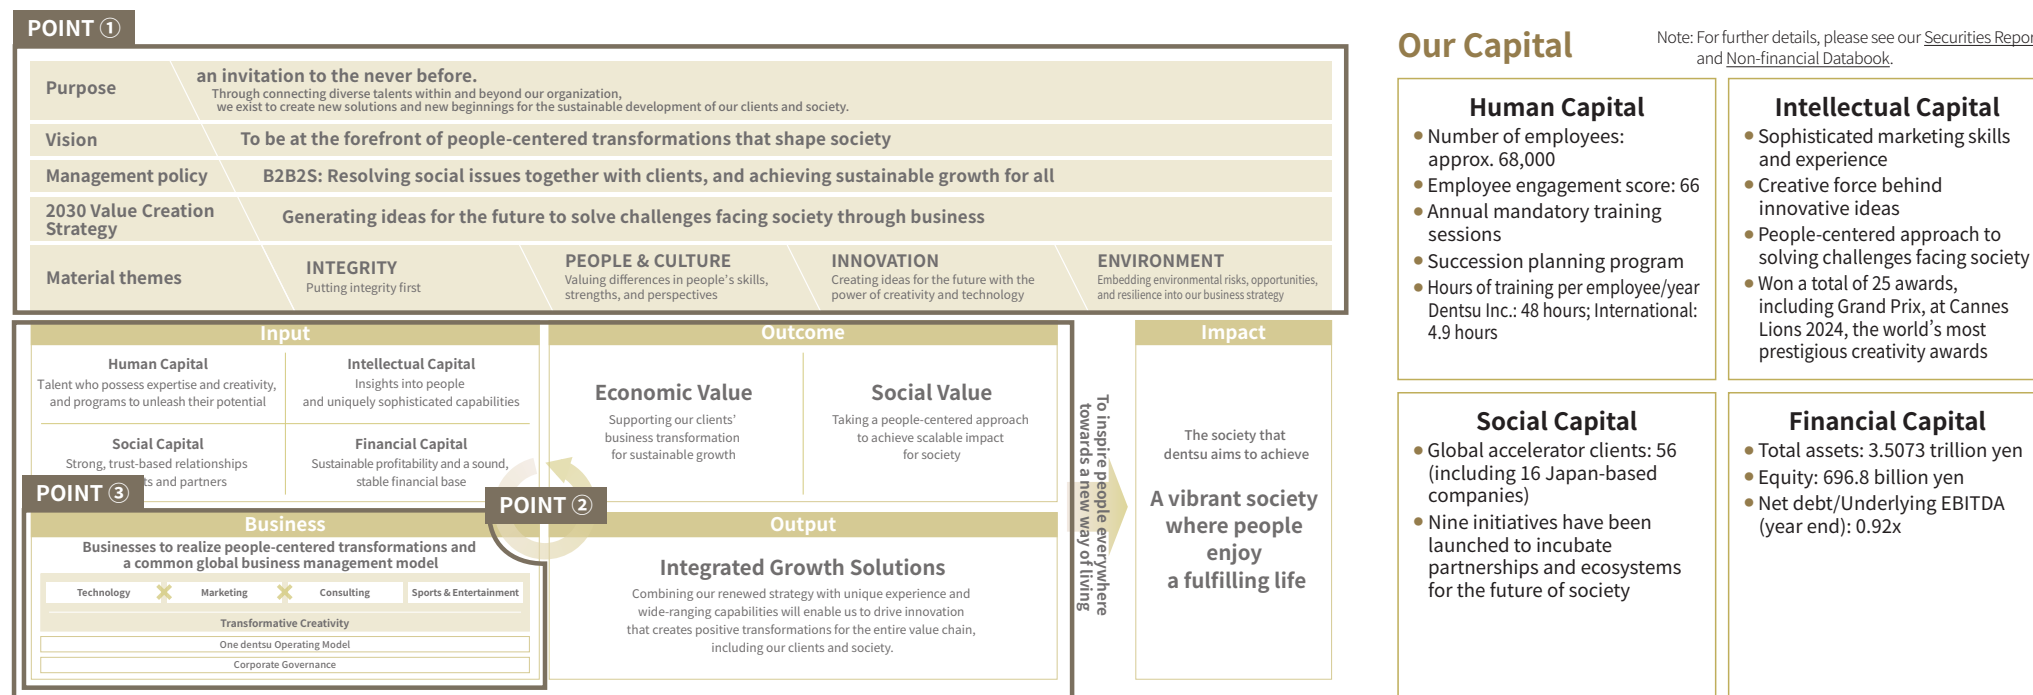 POINT ①
Purpose
an invitation to the never before.
Through connecting diverse talents within and beyond our organization,
we exist to create new solutions and new beginnings for the sustainable development of our clients and society.
Vision
To be at the forefront of people-centered transformations that shape society
Management policy
B2B2S: Resolving social issues together with clients, and achieving sustainable growth for all
2030 Value Creation
Strategy
Generating ideas for the future to solve challenges facing society through business
Material themes
INTEGRITY
Putting integrity first
PEOPLE & CULTURE
Valuing differences in people's skills,
strengths, and perspectives
INNOVATION
Creating ideas for the future with the
power of creativity and technology
ENVIRONMENT
Embedding environmental risks, opportunities,
and resilience into our business strategy
Input
Human Capital
Talent who possess expertise and creativity,
and programs to unleash their potential
Intellectual Capital
Insights into people
and uniquely sophisticated capabilities
Social Capital
Strong, trust-based relationships
ts and partners
Financial Capital
Sustainable profitability and a sound,
stable financial base
POINT ③
Business
Businesses to realize people-centered transformations and
a common global business management model
Technology
Marketing
Consulting
Sports & Entertainment
Transformative Creativity
One dentsu Operating Model
Corporate Governance
POINT ②
Outcome
Economic Value
Supporting our clients'
business transformation
for sustainable growth
Social Value
Taking a people-centered approach
to achieve scalable impact
for society
Output
Integrated Growth Solutions
Combining our renewed strategy with unique experience and
wide-ranging capabilities will enable us to drive innovation
that creates positive transformations for the entire value chain,
including our clients and society.
To inspire people everywhere
towards a new way of living
Impact
The society that
dentsu aims to achieve
A vibrant society
where people
enjoy
a fulfilling life
Our Capital
Note: For further details, please see our Securities Repor
and Non-financial Databook.
Human Capital
• Number of employees:
approx. 68,000
• Employee engagement score: 66
• Annual mandatory training
sessions
• Succession planning program
• Hours of training per employee/year
Dentsu Inc.: 48 hours; International:
4.9 hours
Intellectual Capital
• Sophisticated marketing skills
and experience
• Creative force behind
innovative ideas
• People-centered approach to
solving challenges facing society
• Won a total of 25 awards,
including Grand Prix, at Cannes
Lions 2024, the world's most
prestigious creativity awards
Social Capital
• Global accelerator clients: 56
(including 16 Japan-based
companies)
• Nine initiatives have been
launched to incubate
partnerships and ecosystems
for the future of society
Financial Capital
• Total assets: 3.5073 trillion yen
• Equity: 696.8 billion yen
• Net debt/Underlying EBITDA
(year end): 0.92x